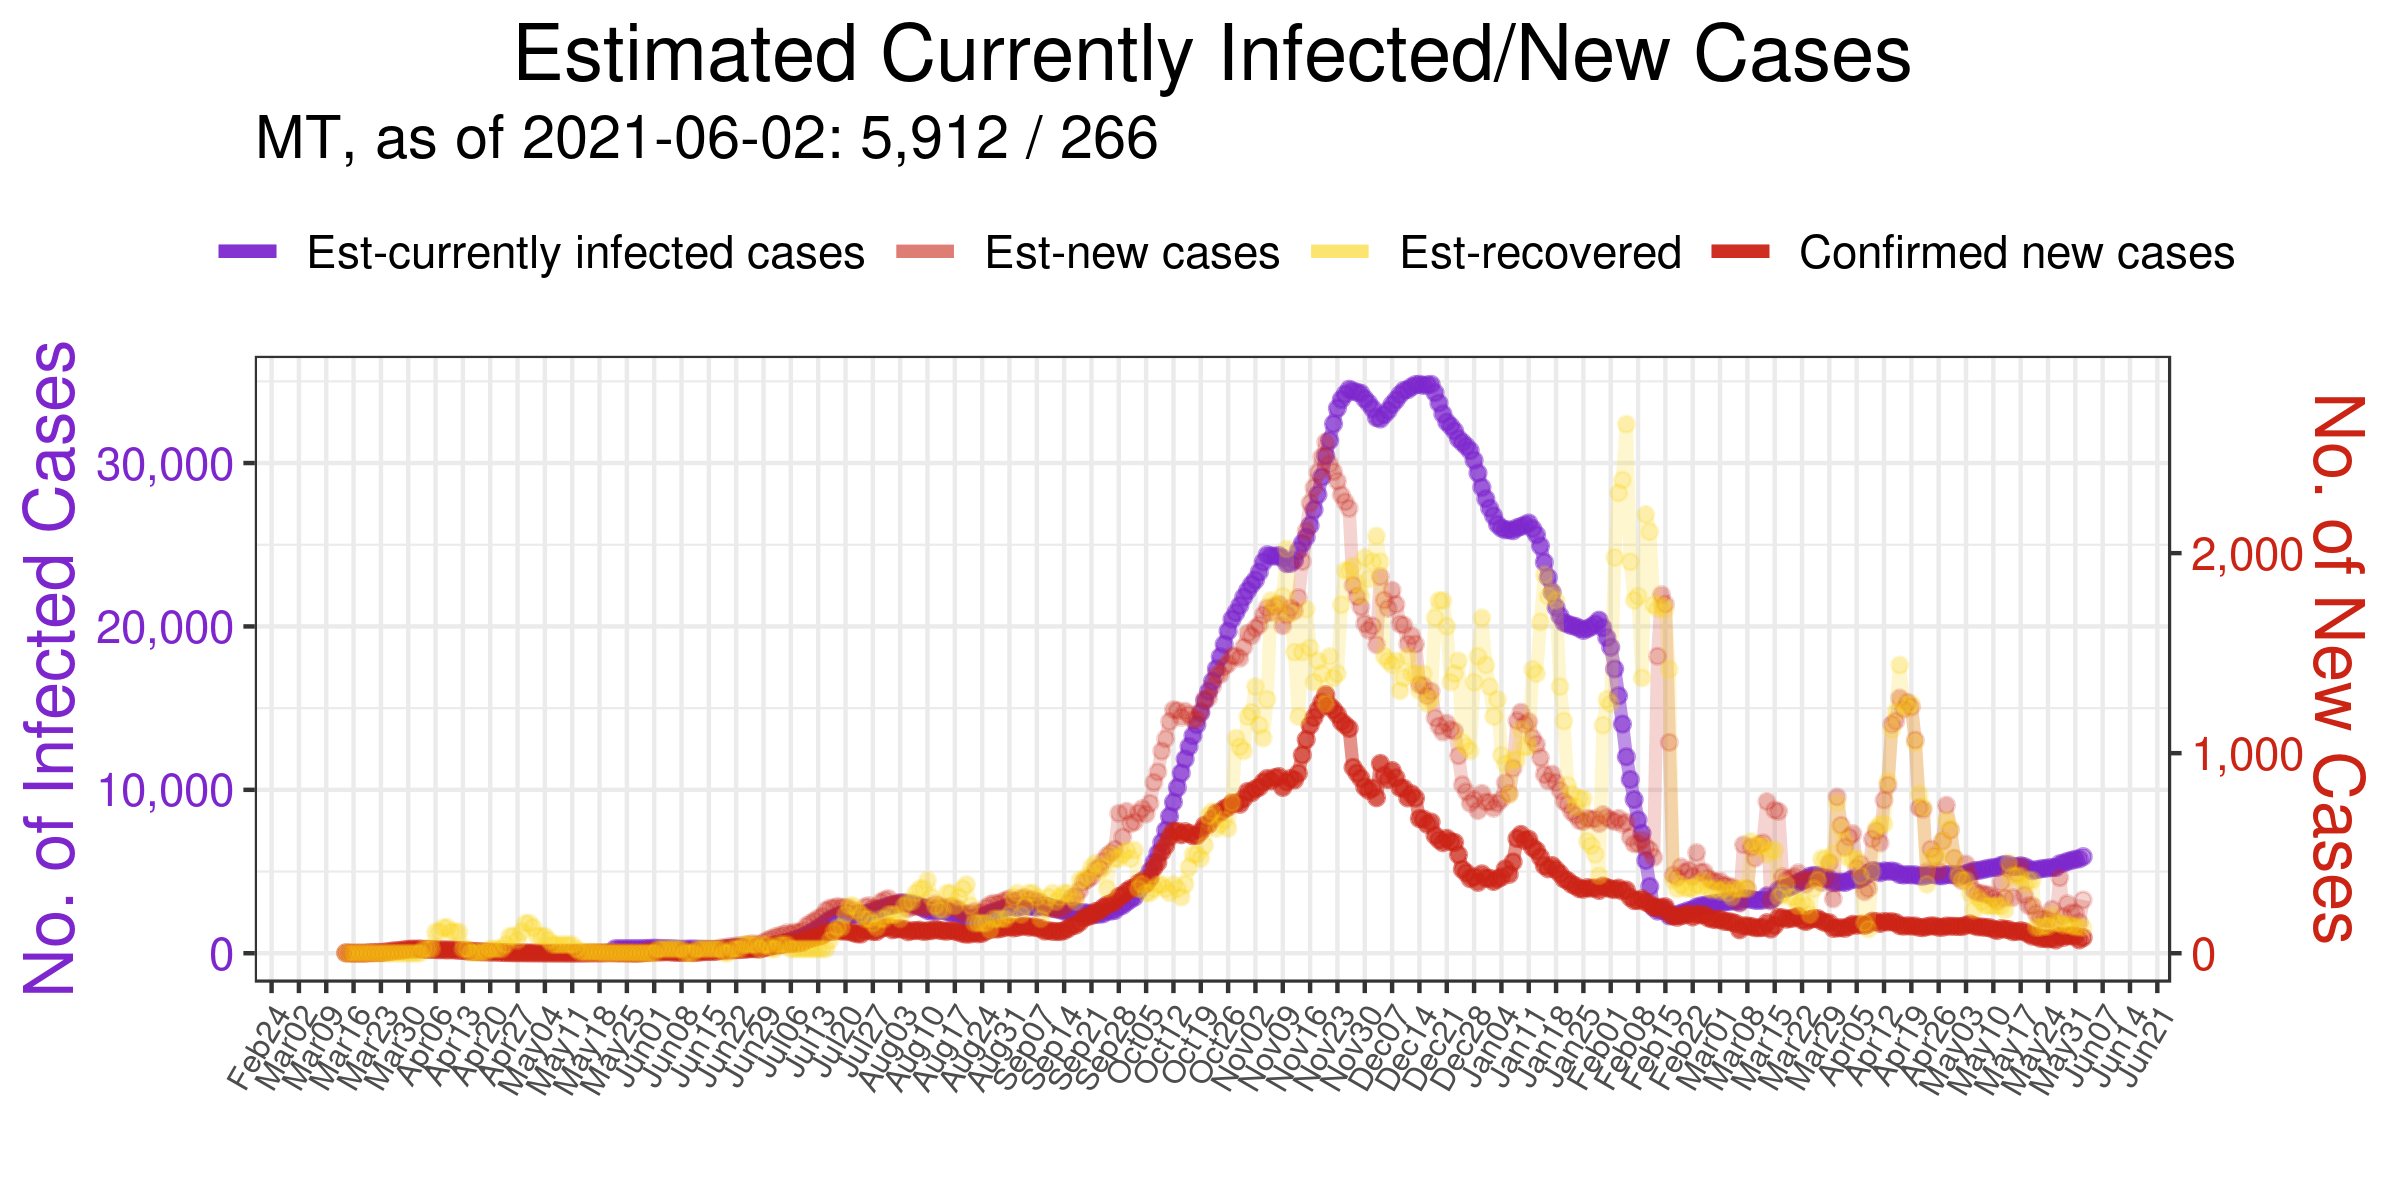 Estimated Currently Infected/New Cases
MT, as of 2021-06-02: 5,912 / 266
Est-currently infected cases Est-new cases Est-recovered Confirmed new cases
No. of Infected Cases
30,000
20,000
10,000
0
2,000
1,000
0
No. of New Cases
Feb24 Mar02 Mar09 Mar16 Mar23 Mar30 Apr06 Apr13 Apr20 Apr27 May04 May11 May18 May25 Jun01 Jun08 Jun15 Jun22 Jun29 Jul06 Jul13 Jul20 Jul27 Aug03 Aug10 Aug17 Aug24 Aug31 Sep07 Sep14 Sep21 Sep28 Oct05 Oct12 Oct19 Oct26 Nov02 Nov09 Nov16 Nov23 Nov30 Dec07 Dec14 Dec21 Dec28 Jan04 Jan11 Jan18 Jan25 Feb01 Feb08 Feb15 Feb22 Mar01 Mar08 Mar15 Mar22 Mar29 Apr05 Apr12 Apr19 Apr26 May03 May10 May17 May24 May31 Jun07 Jun14 Jun21